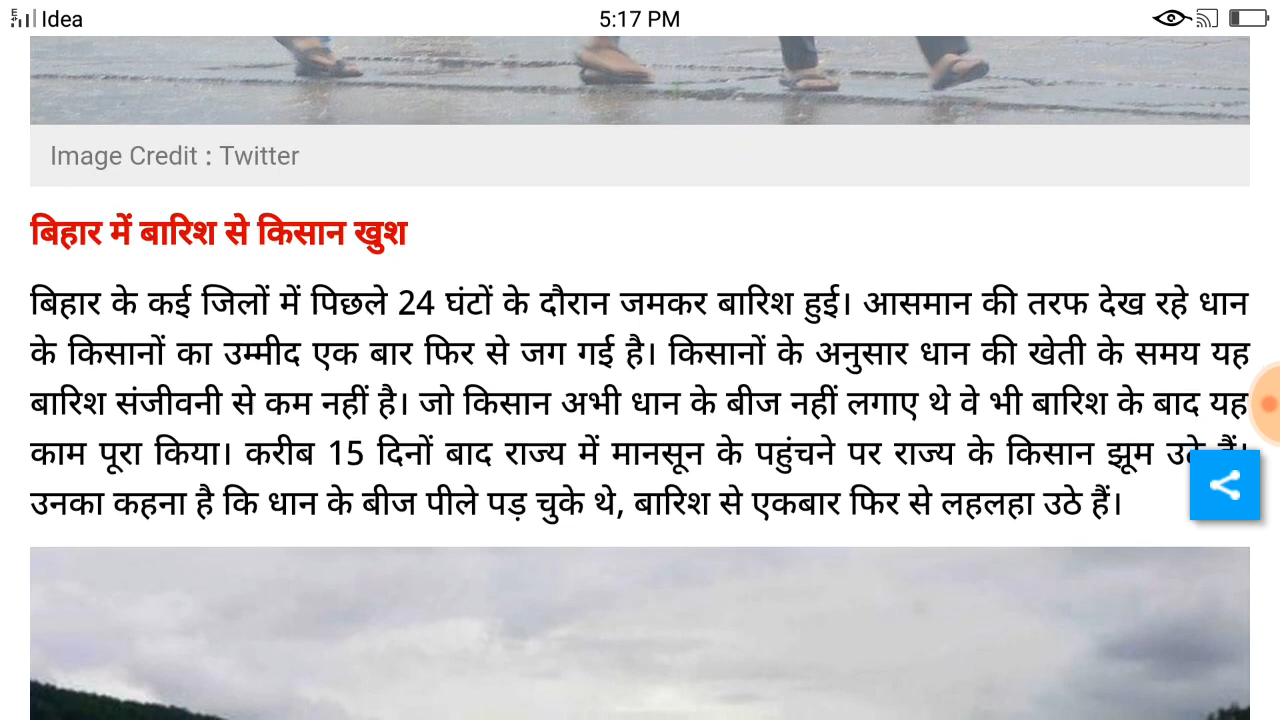 Idea
5:17 PM
Image Credit : Twitter
बिहार में बारिश से किसान खुश
बिहार के कई जिलों में पिछले 24 घंटों के दौरान जमकर बारिश हुई। आसमान की तरफ देख रहे धान
के किसानों का उम्मीद एक बार फिर से जग गई है। किसानों के अनुसार धान की खेती के समय यह
बारिश संजीवनी से कम नहीं है। जो किसान अभी धान के बीज नहीं लगाए थे वे भी बारिश के बाद यह
काम पूरा किया। करीब 15 दिनों बाद राज्य में मानसून के पहुंचने पर राज्य के किसान झूम उठे हैं।
उनका कहना है कि धान के बीज पीले पड़ चुके थे, बारिश से एकबार फिर से लहलहा उठे हैं।